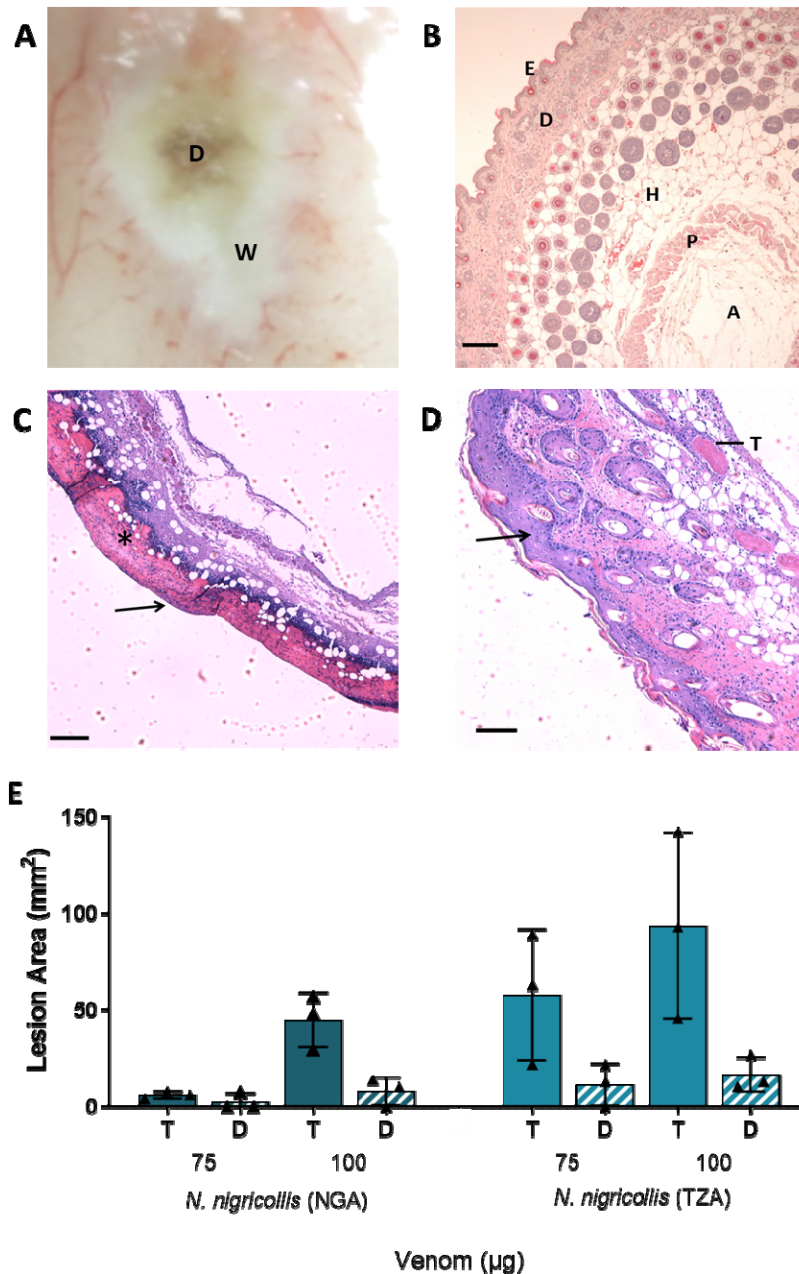 A
D
W
B
E
D
H
P
A
C
*
D
T
E
Lesion Area (mm²)
150
100
50
0
T D T D T D T D
75 100 75 100
N. nigricollis (NGA) N. nigricollis (TZA)
Venom (µg)